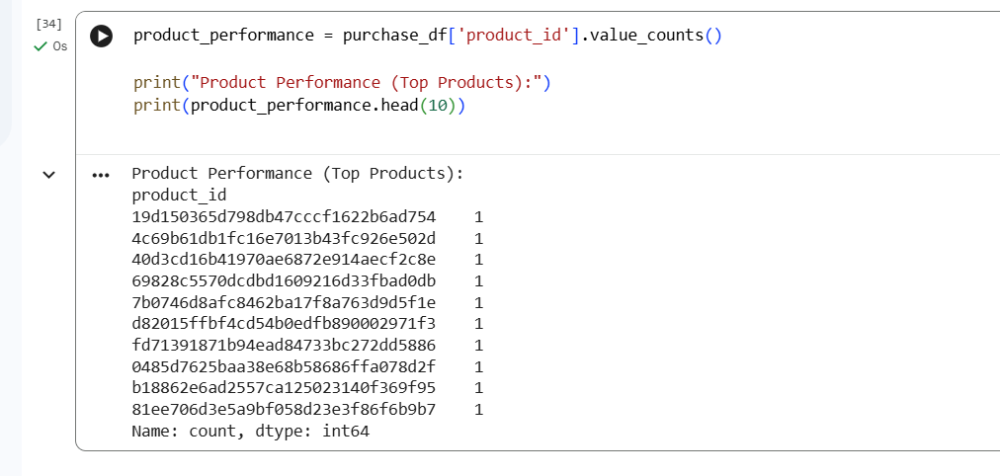 [34]
0s
product_performance = purchase_df['product_id'].value_counts()
print("Product Performance (Top Products):")
print(product_performance.head(10))
Product Performance (Top Products):
product_id
19d150365d798db47cccf1622b6ad754    1
4c69b61db1fc16e7013b43fc926e502d    1
40d3cd16b41970ae6872e914aecf2c8e    1
69828c5570dcdbd1609216d33fbad0db    1
7b0746d8afc8462ba17f8a763d9d5f1e    1
d82015ffbf4cd54b0edfb890002971f3    1
fd71391871b94ead84733bc272dd5886    1
0485d7625baa38e68b58686ffa078d2f    1
b18862e6ad2557ca125023140f369f95    1
81ee706d3e5a9bf058d23e3f86f6b9b7    1
Name: count, dtype: int64